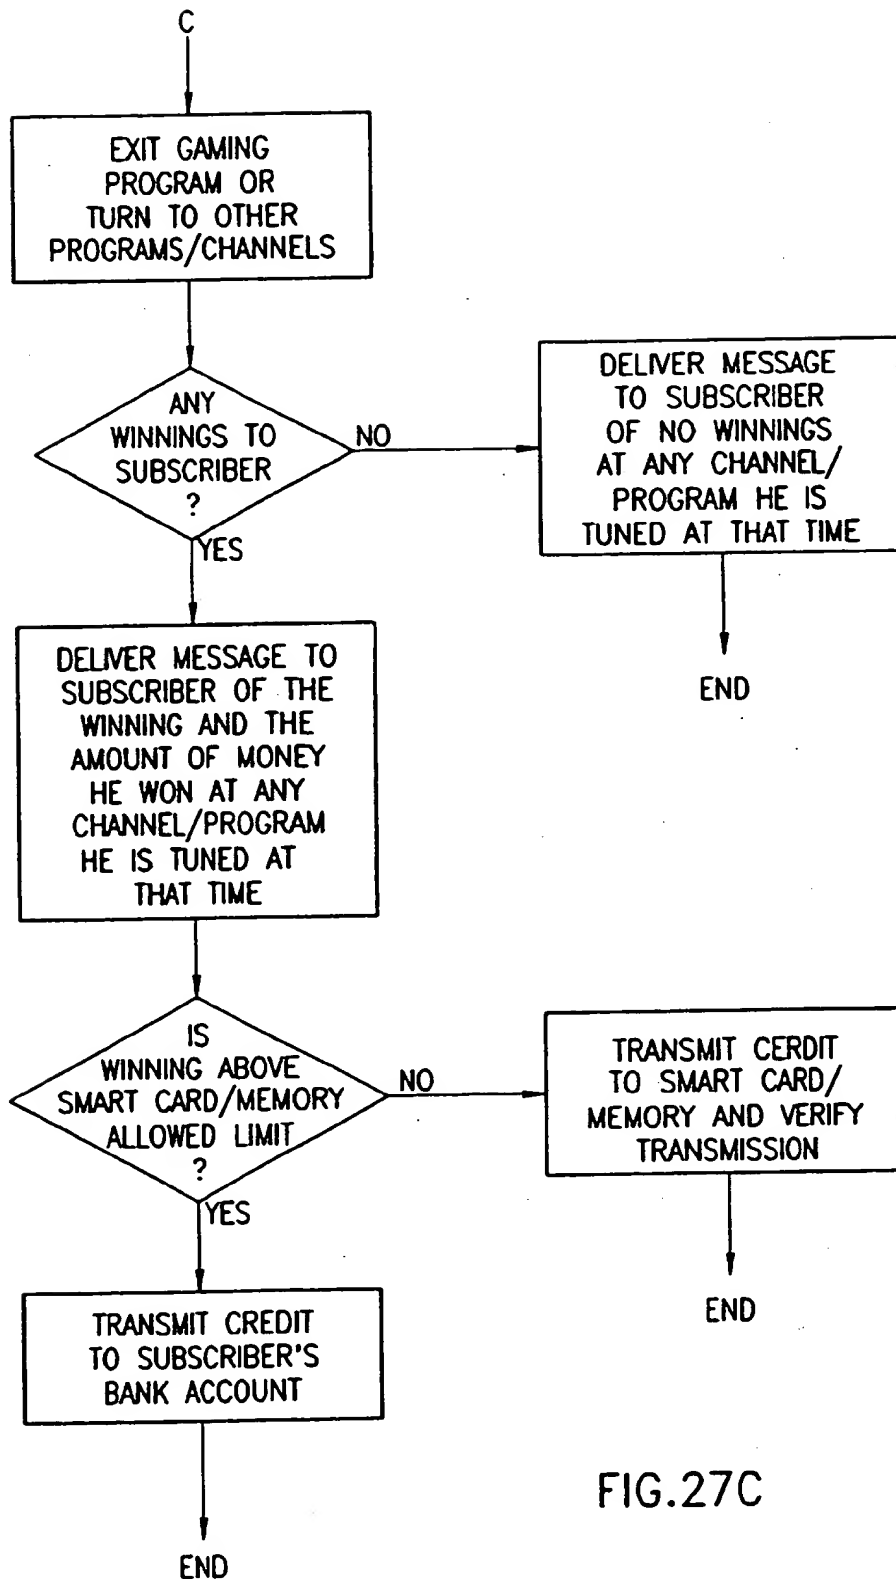 C
EXIT GAMING
PROGRAM OR
TURN TO OTHER
PROGRAMS/CHANNELS
ANY
WINNINGS TO
SUBSCRIBER
?
NO
YES
DELIVER MESSAGE
TO SUBSCRIBER
OF NO WINNINGS
AT ANY CHANNEL/
PROGRAM HE IS
TUNED AT THAT TIME
END
DELIVER MESSAGE TO
SUBSCRIBER OF THE
WINNING AND THE
AMOUNT OF MONEY
HE WON AT ANY
CHANNEL/PROGRAM
HE IS TUNED AT
THAT TIME
IS
WINNING ABOVE
SMART CARD/MEMORY
ALLOWED LIMIT
?
NO
YES
TRANSMIT CERDIT
TO SMART CARD/
MEMORY AND VERIFY
TRANSMISSION
END
TRANSMIT CREDIT
TO SUBSCRIBER'S
BANK ACCOUNT
END
FIG.27C